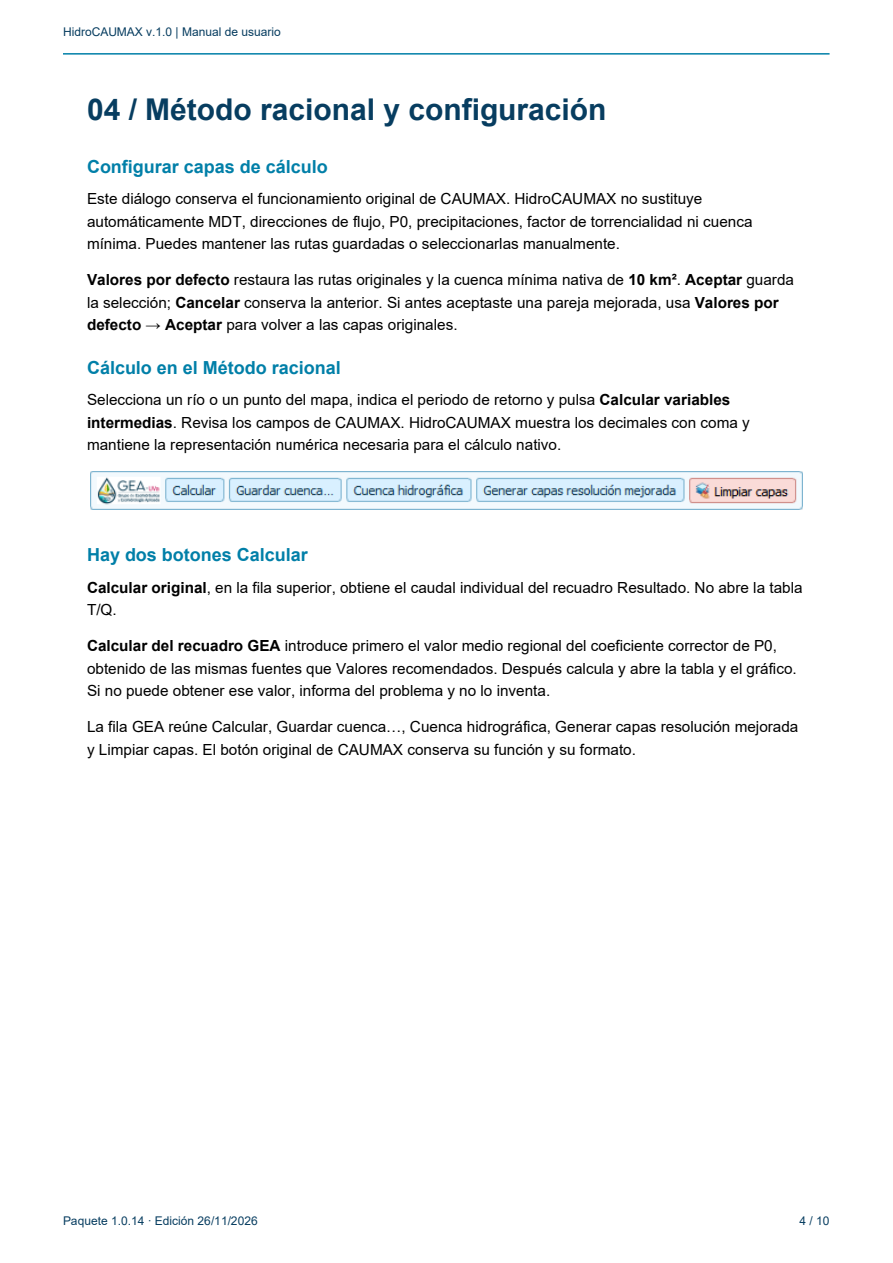 HidroCAUMAX v.1.0 | Manual de usuario
04 / Método racional y configuración
Configurar capas de cálculo
Este diálogo conserva el funcionamiento original de CAUMAX. HidroCAUMAX no sustituye
automáticamente MDT, direcciones de flujo, P0, precipitaciones, factor de torrencialidad ni cuenca
mínima. Puedes mantener las rutas guardadas o seleccionarlas manualmente.
Valores por defecto restaura las rutas originales y la cuenca mínima nativa de 10 km². Aceptar guarda
la selección; Cancelar conserva la anterior. Si antes aceptaste una pareja mejorada, usa Valores por
defecto → Aceptar para volver a las capas originales.
Cálculo en el Método racional
Selecciona un río o un punto del mapa, indica el periodo de retorno y pulsa Calcular variables
intermedias. Revisa los campos de CAUMAX. HidroCAUMAX muestra los decimales con coma y
mantiene la representación numérica necesaria para el cálculo nativo.
GEA-UVa Calcular Guardar cuenca... Cuenca hidrográfica Generar capas resolución mejorada Limpiar capas
Hay dos botones Calcular
Calcular original, en la fila superior, obtiene el caudal individual del recuadro Resultado. No abre la tabla
T/Q.
Calcular del recuadro GEA introduce primero el valor medio regional del coeficiente corrector de P0,
obtenido de las mismas fuentes que Valores recomendados. Después calcula y abre la tabla y el gráfico.
Si no puede obtener ese valor, informa del problema y no lo inventa.
La fila GEA reúne Calcular, Guardar cuenca…, Cuenca hidrográfica, Generar capas resolución mejorada
y Limpiar capas. El botón original de CAUMAX conserva su función y su formato.
Paquete 1.0.14 · Edición 26/11/2026
4 / 10